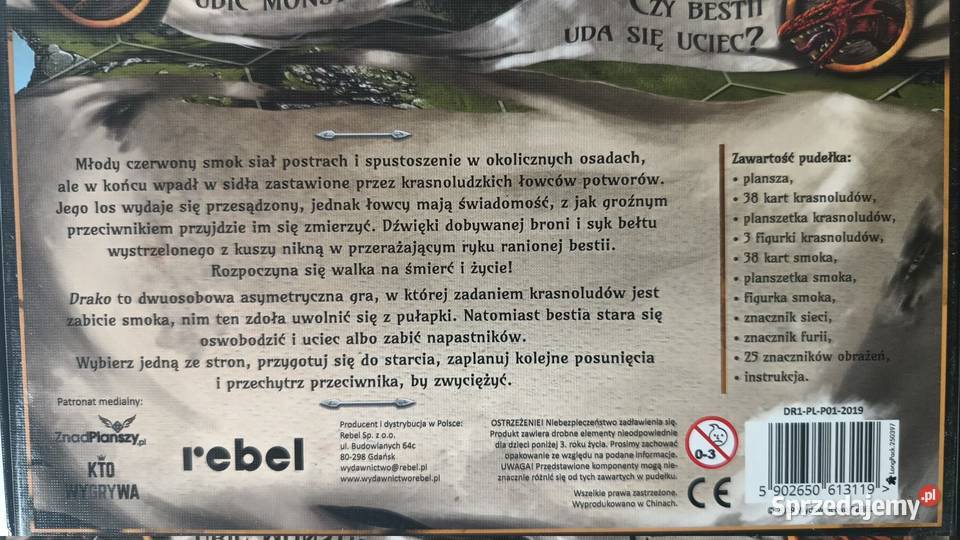 UBIĆ
CZY BESTII
UDA SIĘ UCIEC?
Młody czerwony smok siał postrach i spustoszenie w okolicznych osadach,
ale w końcu wpadł w sidła zastawione przez krasnoludzkich łowców potworów.
Jego los wydaje się przesądzony, jednak łowcy mają świadomość, z jak groźnym
przeciwnikiem przyjdzie im się zmierzyć. Dźwięki dobywanej broni i syk bełtu
wystrzelonego z kuszy nikną w przerażającym ryku ranionej bestii.
Rozpoczyna się walka na śmierć i życie!
Drako to dwuosobowa asymetryczna gra, w której zadaniem krasnoludów jest
zabicie smoka, nim ten zdoła uwolnić się z pułapki. Natomiast bestia stara się
oswobodzić i uciec albo zabić napastników.
Wybierz jedną ze stron, przygotuj się do starcia, zaplanuj kolejne posunięcia
i przechytrz przeciwnika, by zwyciężyć.
Zawartość pudełka:
• plansza,
• 38 kart krasnoludów,
• planszetka krasnoludów,
• 3 figurki krasnoludów,
• 38 kart smoka,
• planszetka smoka,
• figurka smoka,
• znacznik sieci,
• znacznik furii,
• 25 znaczników obrażeń,
• instrukcja.
Patronat medialny:
ZnadPlanszy.pl
KTO
WYGRYWA
rebel
Producent i dystrybucja w Polsce:
Rebel Sp. z o.o.
ul. Budowlanych 64c
80-298 Gdańsk
wydawnictwo@rebel.pl
www.wydawnictworebel.pl
OSTRZEŻENIE! Niebezpieczeństwo zadławienia się.
Produkt zawiera drobne elementy nieodpowiednie
dla dzieci poniżej 3. roku życia. Prosimy zachować
opakowanie ze względu na podane informacje.
UWAGA! Przedstawione komponenty mogą nie-
znacznie różnić się od tych zawartych w pudełku.
Wszelkie prawa zastrzeżone.
Wyprodukowano w Chinach.
0-3
CE
DR1-PL-P01-2019
5 902650 613119 >
LongPack 250397
Sprzedajemy.pl